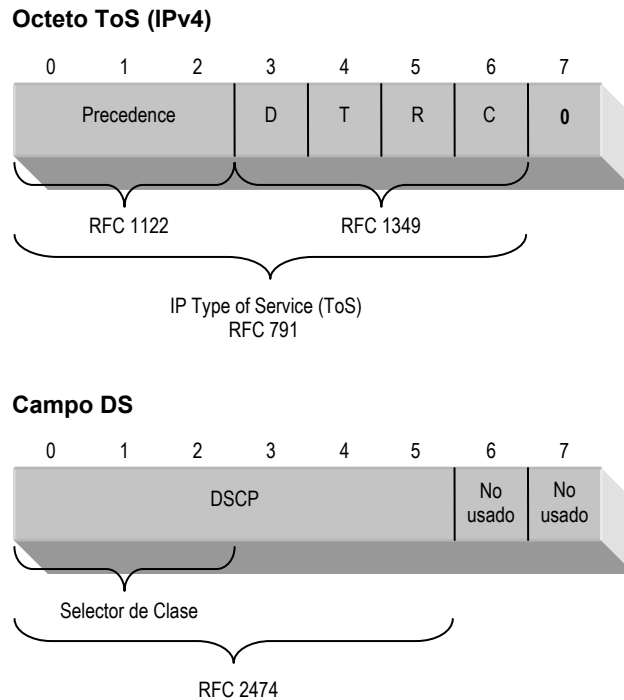 Octeto ToS (IPv4)
0 1 2 3 4 5 6 7
Precedence D T R C 0
RFC 1122 RFC 1349
IP Type of Service (ToS)
RFC 791
Campo DS
0 1 2 3 4 5 6 7
DSCP No usado No usado
Selector de Clase
RFC 2474